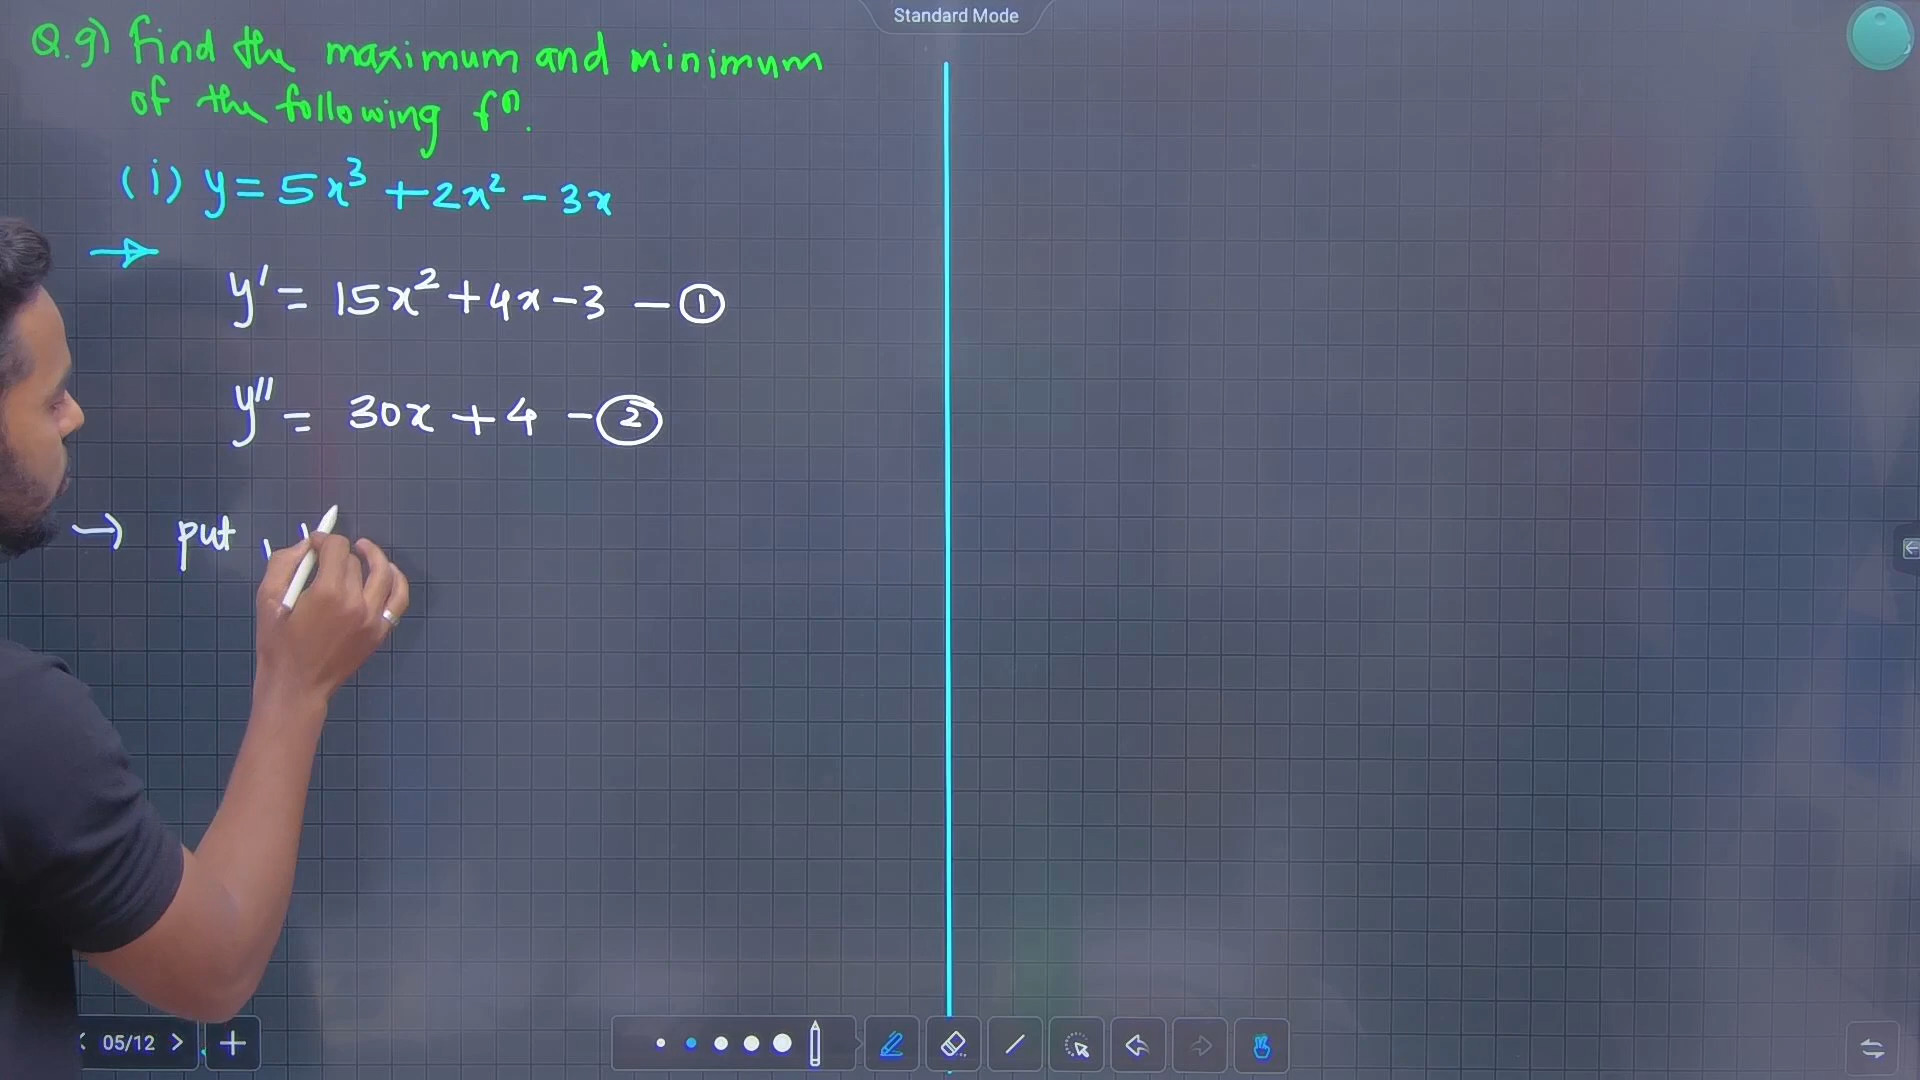 Standard Mode
Q.9) Find the maximum and minimum
of the following fⁿ.
(i) y = 5x³ + 2x² - 3x
→
y' = 15x² + 4x - 3 - ①
y'' = 30x + 4 - ②
→ put
05/12